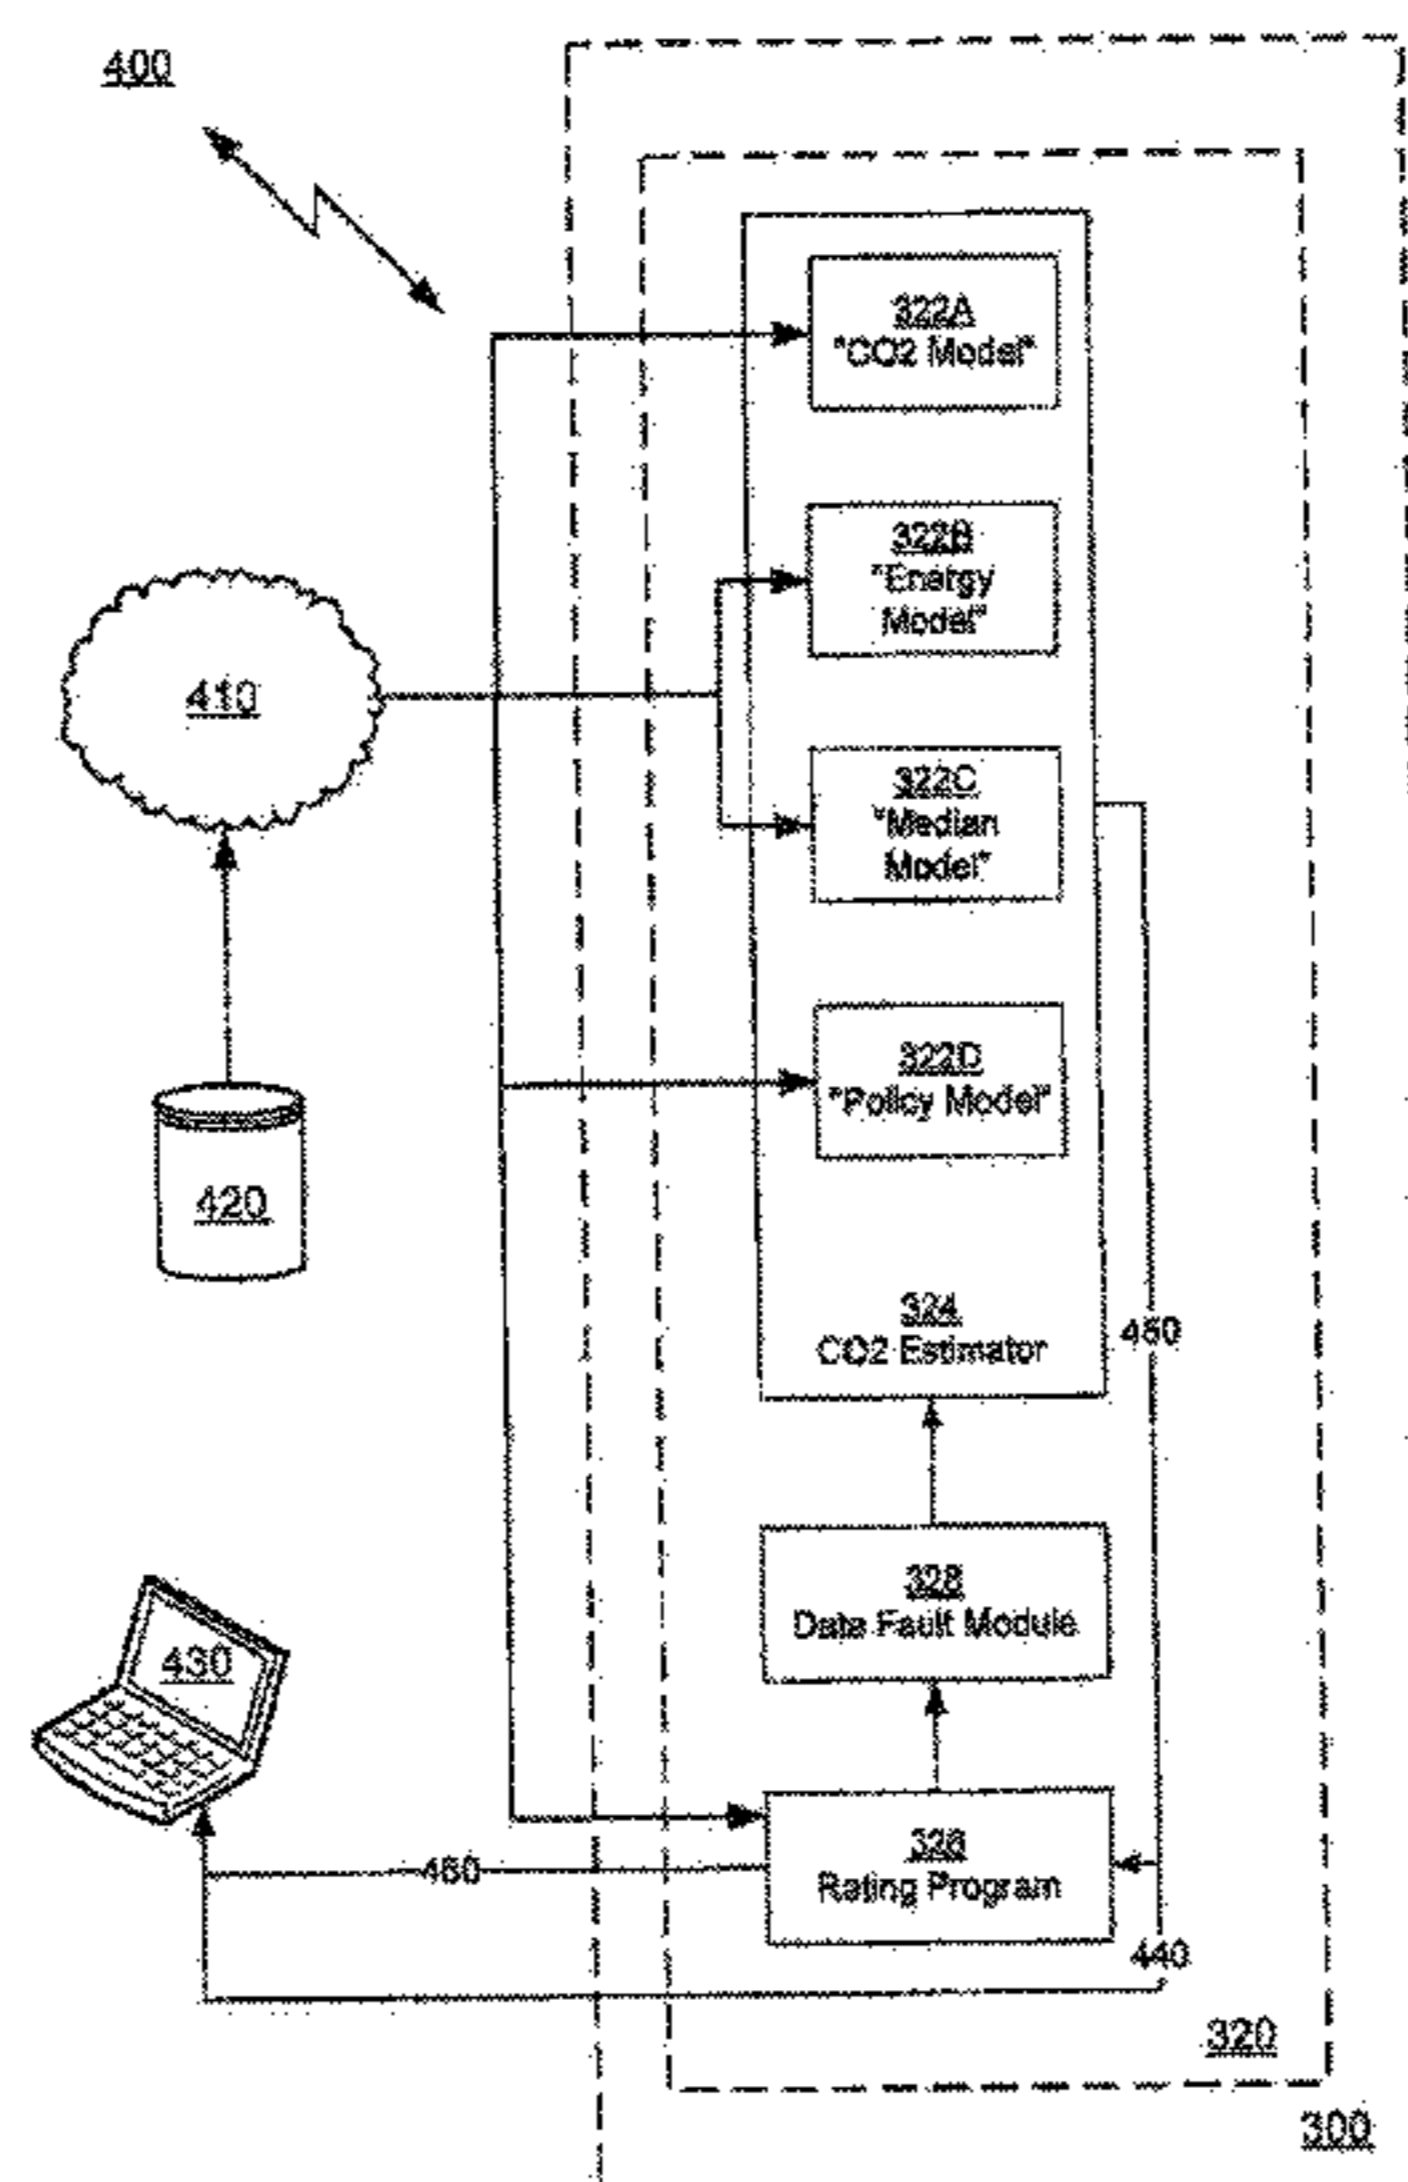 400
322A
"CO2 Model"
322B
"Energy
Model"
410
322C
"Median
Model"
322D
"Policy Model"
420
324
CO2 Estimator
450
328
Data Fault Module
430
326
Rating Program
460
440
320
300